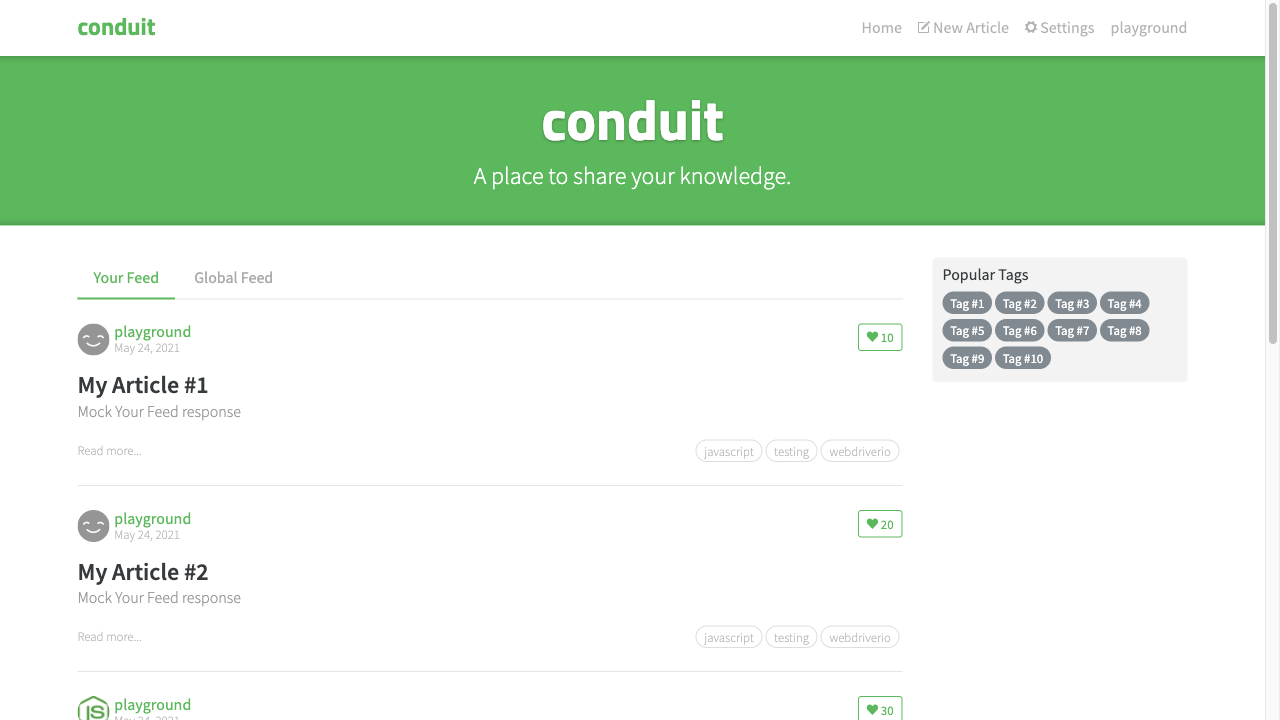 conduit
Home New Article Settings playground
conduit
A place to share your knowledge.
Your Feed Global Feed
playground
May 24, 2021
10
My Article #1
Mock Your Feed response
Read more...
javascript testing webdriverio
playground
May 24, 2021
20
My Article #2
Mock Your Feed response
Read more...
javascript testing webdriverio
JS
playground
May 24, 2021
30
Popular Tags
Tag #1 Tag #2 Tag #3 Tag #4
Tag #5 Tag #6 Tag #7 Tag #8
Tag #9 Tag #10